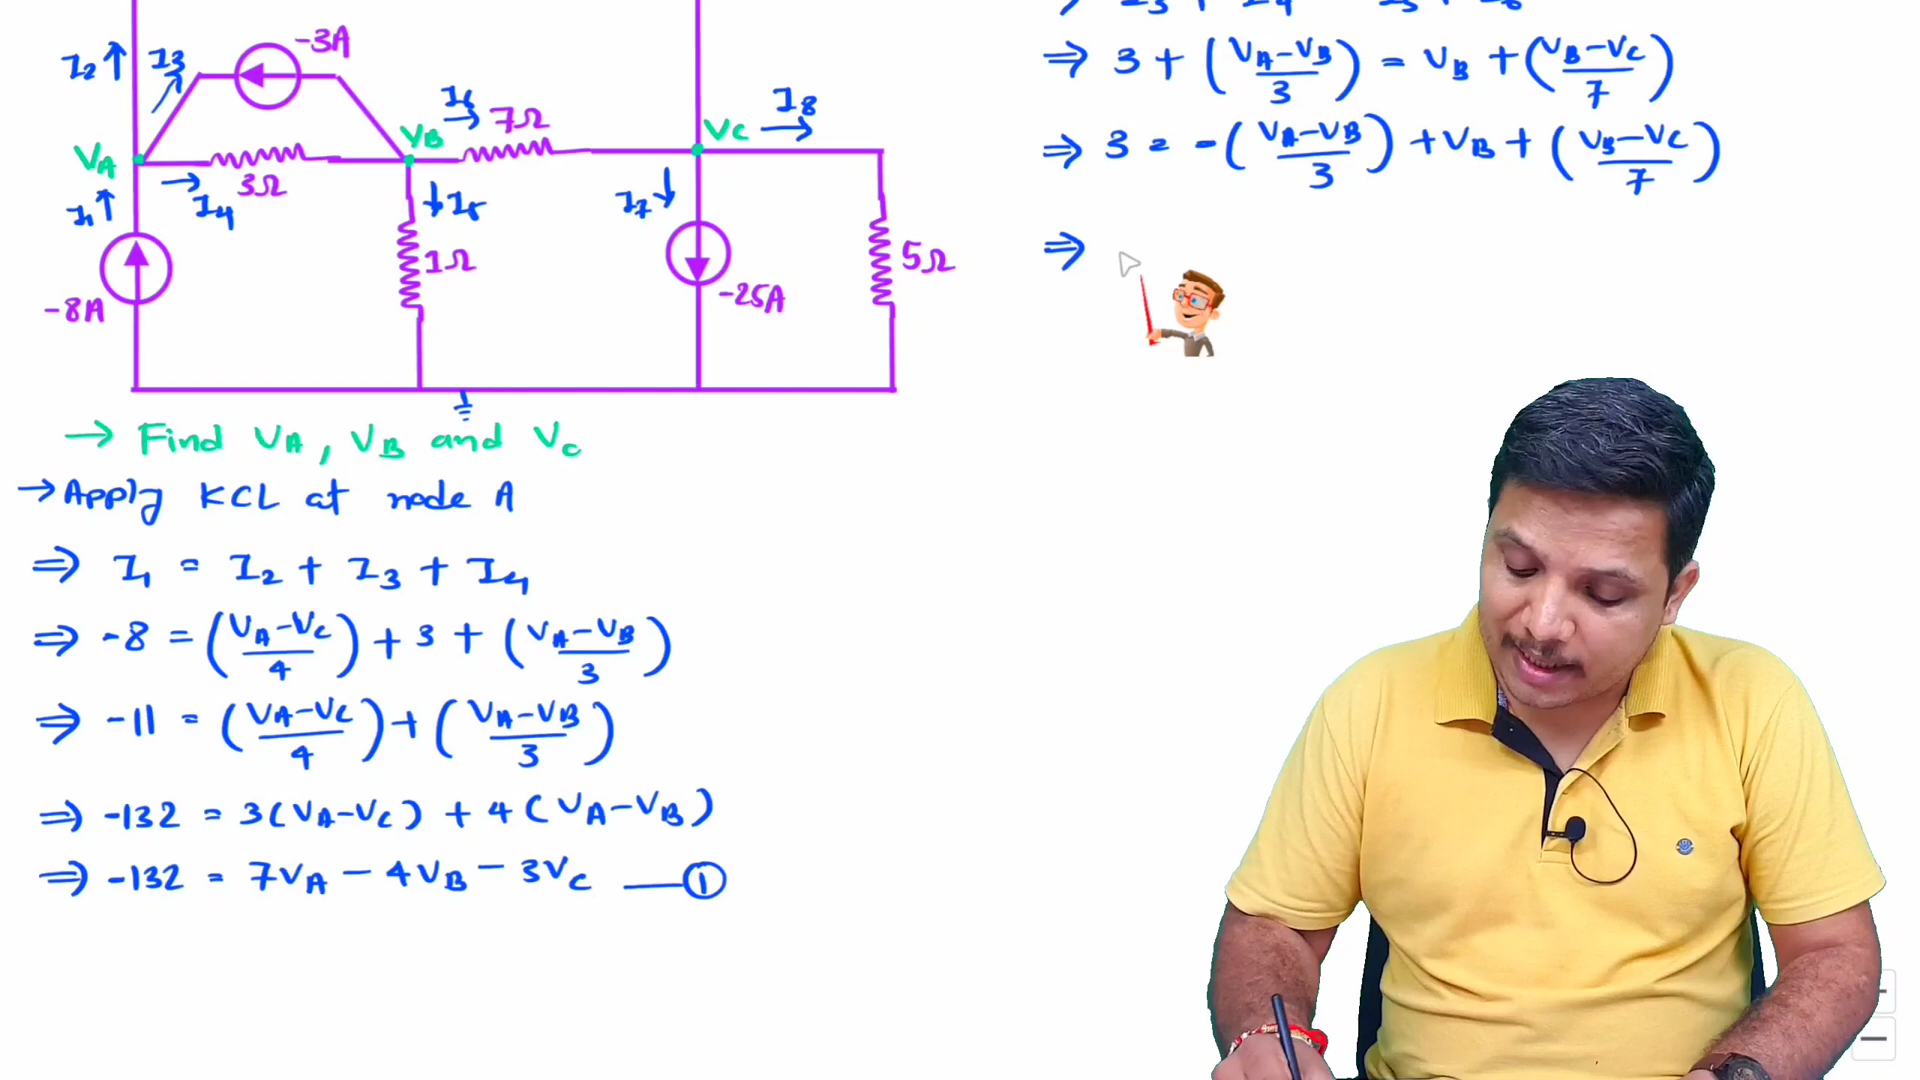 I2 ↑ I3 -3A
VA 3Ω VB I6 → 7Ω VC I8 →
I1 ↑ → I4 ↓ I5 I7 ↓
-8A 1Ω -25A 5Ω
→ Find VA, VB and VC
→ Apply KCL at node A
⇒ I1 = I2 + I3 + I4
⇒ -8 = ((VA-VC)/4) + 3 + ((VA-VB)/3)
⇒ -11 = ((VA-VC)/4) + ((VA-VB)/3)
⇒ -132 = 3(VA-VC) + 4(VA-VB)
⇒ -132 = 7VA - 4VB - 3VC —— ①
⇒ 3 + ((VA-VB)/3) = VB + ((VB-VC)/7)
⇒ 3 = -((VA-VB)/3) + VB + ((VB-VC)/7)
⇒